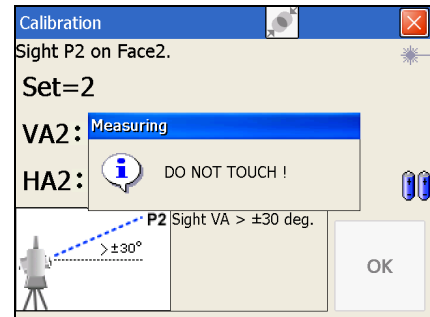 Calibration
Sight P2 on Face2.
Set=2
VA2:
Measuring
DO NOT TOUCH !
HA2:
P2
>±30°
Sight VA > ±30 deg.
OK